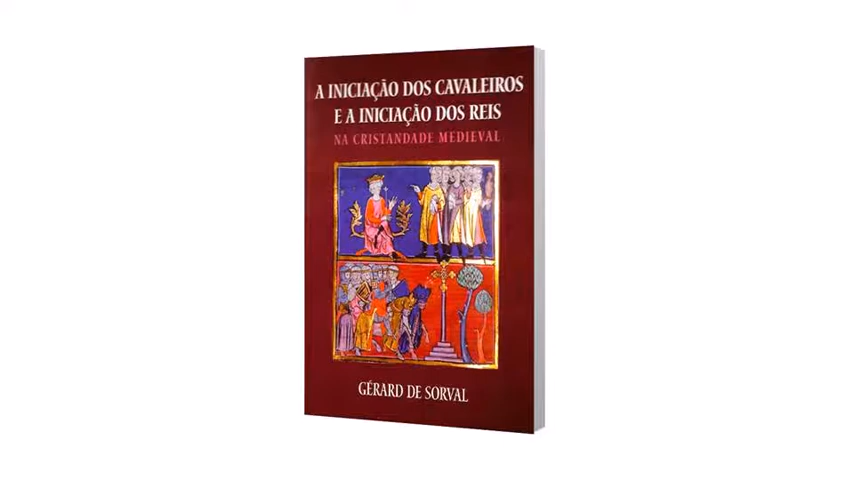 A INICIAÇÃO DOS CAVALEIROS
E A INICIAÇÃO DOS REIS
NA CRISTANDADE MEDIEVAL
GÉRARD DE SORVAL